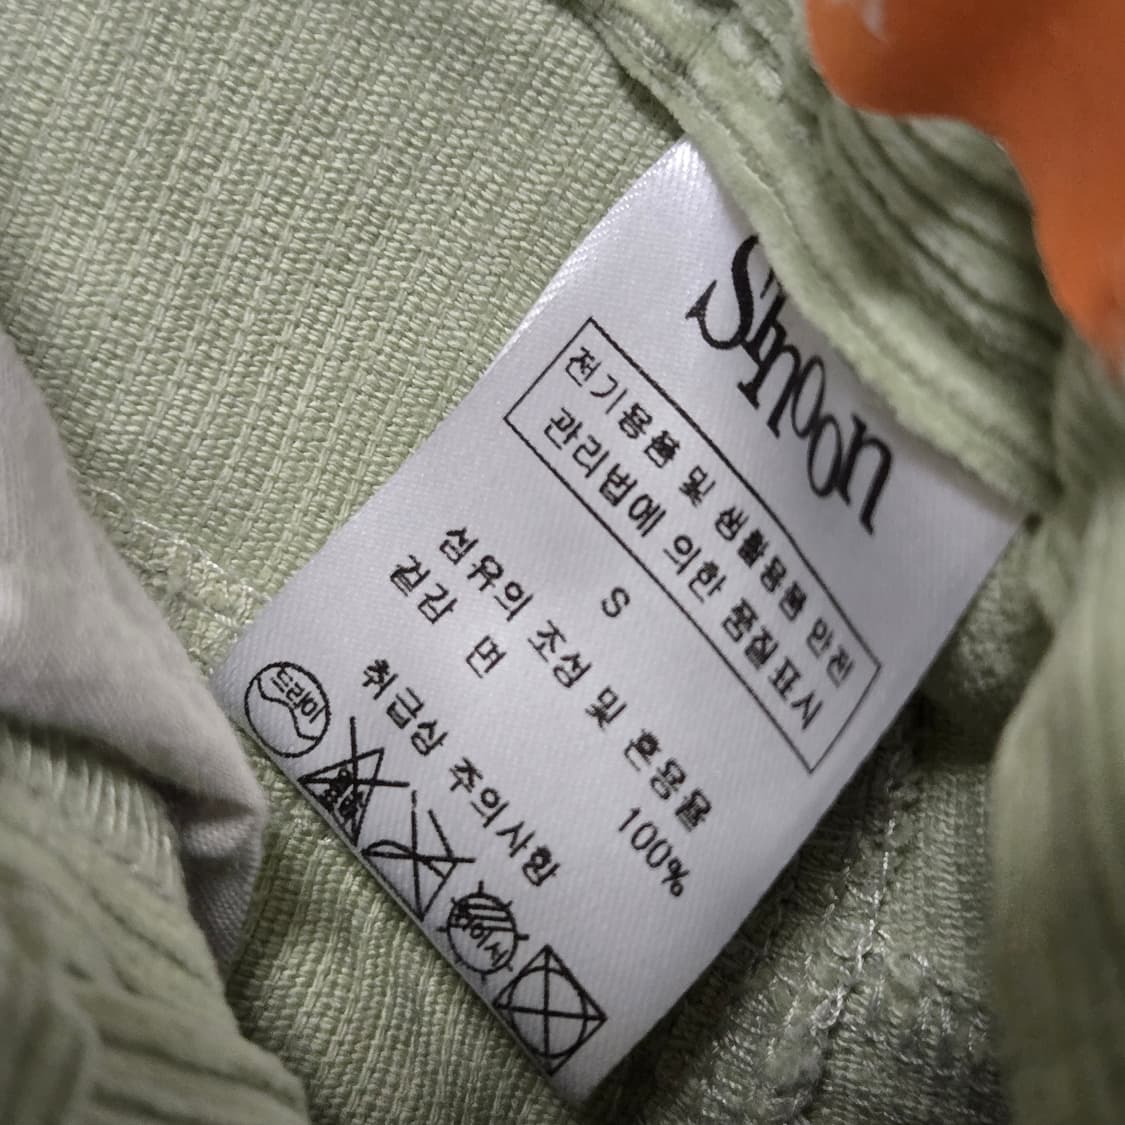 Shpoon
전기용품 및 생활용품 안전
관리법에 의한 품질표시
S
섬유의 조성 및 혼용율
겉감 면 100%
취급상 주의사항
드라이